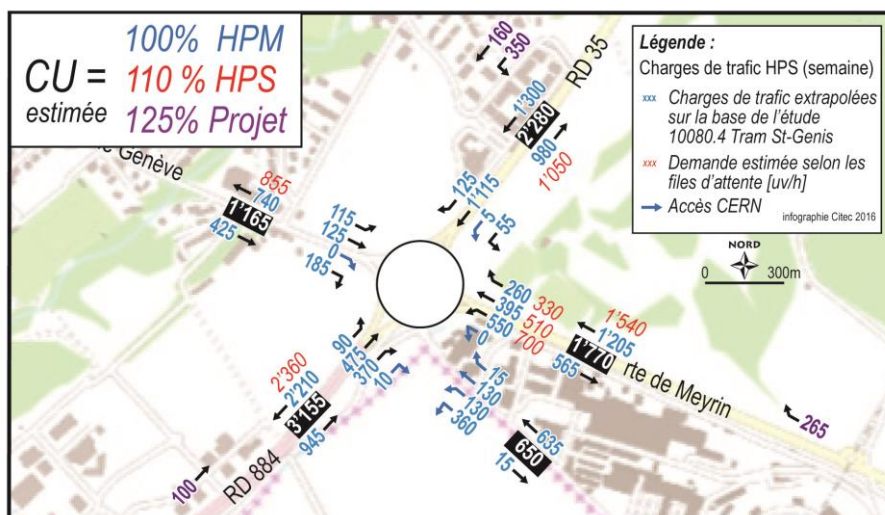 100% HPM
CU = 110 % HPS
estimée
125% Projet
Genève
160
350
RD 35
1'300
2'280
980
1'050
Légende :
Charges de trafic HPS (semaine)
xxx Charges de trafic extrapolées
sur la base de l'étude
10080.4 Tram St-Genis
xxx Demande estimée selon les
files d'attente [uv/h]
Accès CERN
infographie Citec 2016
NORD
0 300m
855
740
1'165
425
115
125
0
185
125
1'115
5
55
260
395
550
0
330
510
700
1'540
1'205
1'770
565
rte de Meyrin
265
90
475
370
10
2'360
2'210
3'155
945
RD 884
100
15
130
130
360
635
650
15